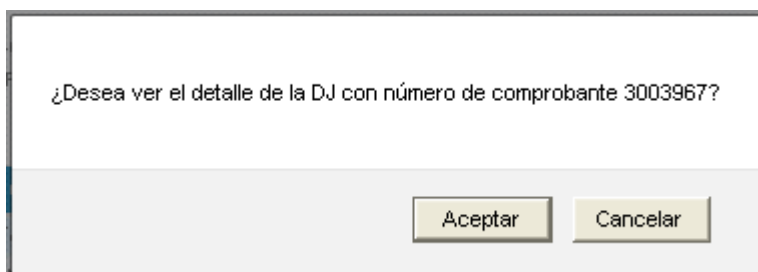 ¿Desea ver el detalle de la DJ con número de comprobante 3003967?
Aceptar Cancelar